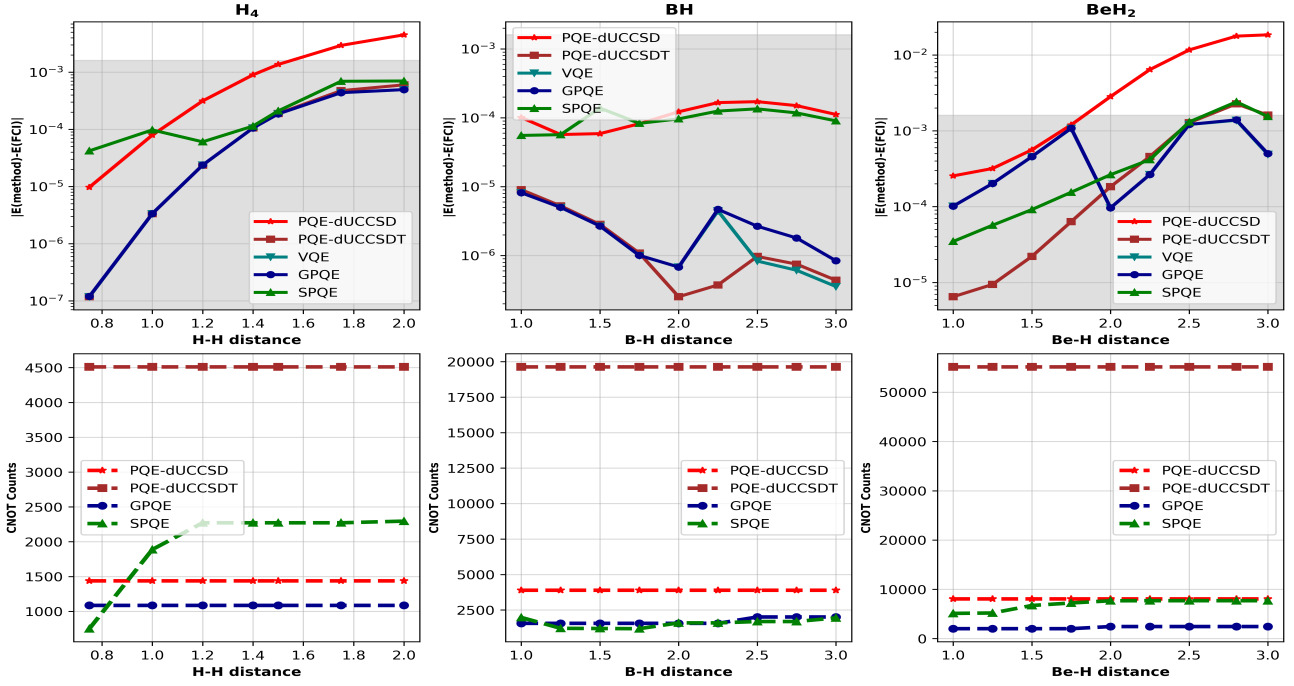 H₄
|E(method)-E(FCI)|
10⁻³
10⁻⁴
10⁻⁵
10⁻⁶
10⁻⁷
PQE-dUCCSD
PQE-dUCCSDT
VQE
GPQE
SPQE
0.8 1.0 1.2 1.4 1.6 1.8 2.0
H-H distance
BH
|E(method)-E(FCI)|
10⁻³
10⁻⁴
10⁻⁵
10⁻⁶
PQE-dUCCSD
PQE-dUCCSDT
VQE
GPQE
SPQE
1.0 1.5 2.0 2.5 3.0
B-H distance
BeH₂
|E(method)-E(FCI)|
10⁻²
10⁻³
10⁻⁴
10⁻⁵
PQE-dUCCSD
PQE-dUCCSDT
VQE
GPQE
SPQE
1.0 1.5 2.0 2.5 3.0
Be-H distance
CNOT Counts
4500
4000
3500
3000
2500
2000
1500
1000
PQE-dUCCSD
PQE-dUCCSDT
GPQE
SPQE
0.8 1.0 1.2 1.4 1.6 1.8 2.0
H-H distance
CNOT Counts
20000
17500
15000
12500
10000
7500
5000
2500
PQE-dUCCSD
PQE-dUCCSDT
GPQE
SPQE
1.0 1.5 2.0 2.5 3.0
B-H distance
CNOT Counts
50000
40000
30000
20000
10000
0
PQE-dUCCSD
PQE-dUCCSDT
GPQE
SPQE
1.0 1.5 2.0 2.5 3.0
Be-H distance